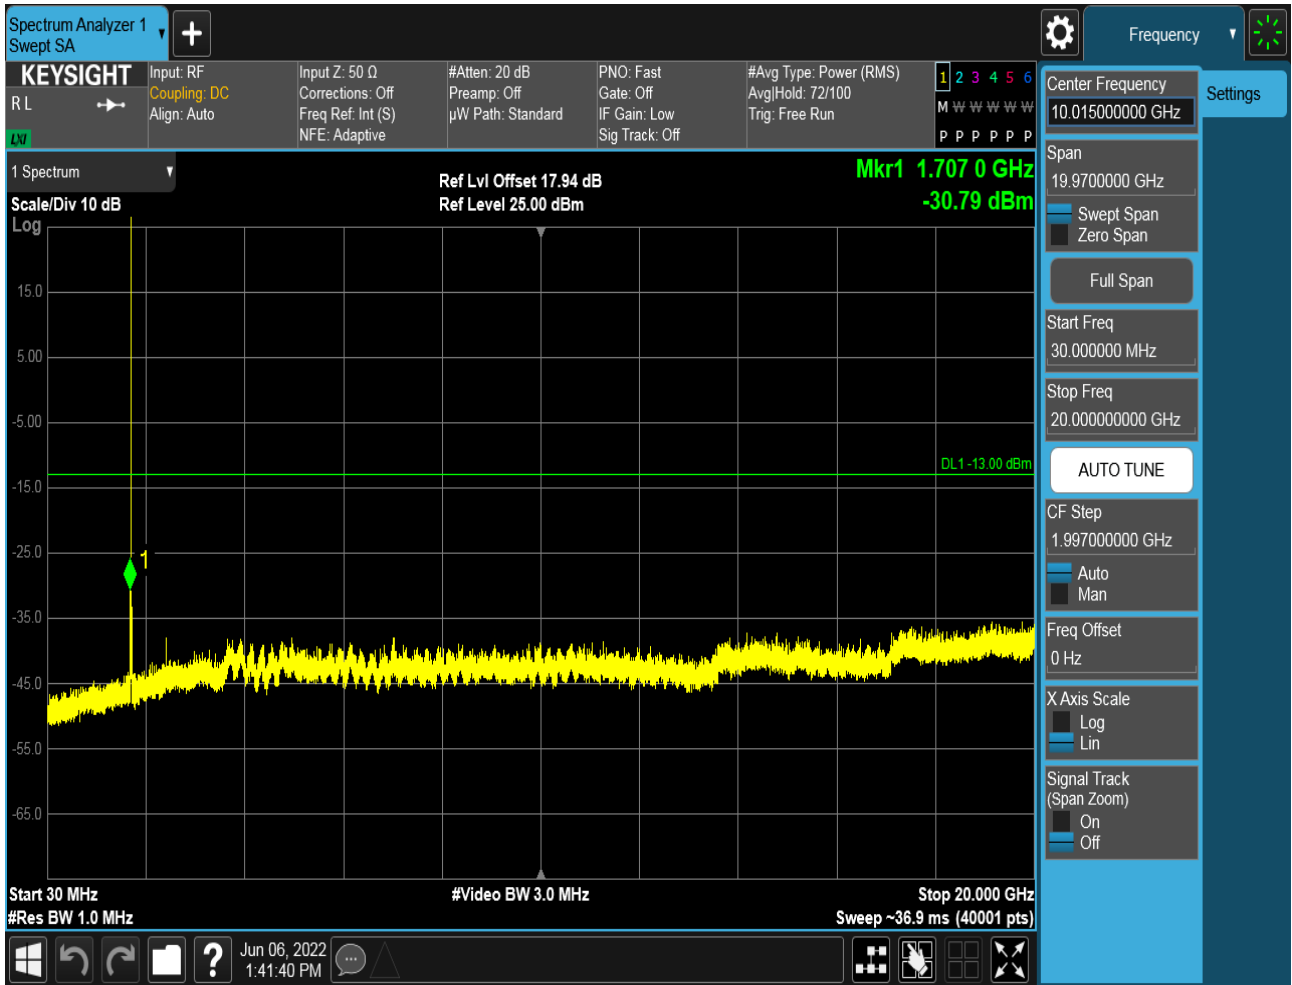 Spectrum Analyzer 1
Swept SA
Frequency
KEYSIGHT
R L
LXI
Input: RF
Coupling: DC
Align: Auto
Input Z: 50 Ω
Corrections: Off
Freq Ref: Int (S)
NFE: Adaptive
#Atten: 20 dB
Preamp: Off
µW Path: Standard
PNO: Fast
Gate: Off
IF Gain: Low
Sig Track: Off
#Avg Type: Power (RMS)
Avg|Hold: 72/100
Trig: Free Run
1 2 3 4 5 6
M W W W W W
P P P P P P
1 Spectrum
Scale/Div 10 dB
Log
Ref Lvl Offset 17.94 dB
Ref Level 25.00 dBm
Mkr1 1.707 0 GHz
-30.79 dBm
15.0
5.00
-5.00
DL1 -13.00 dBm
-15.0
-25.0
1
-35.0
-45.0
-55.0
-65.0
Start 30 MHz
#Video BW 3.0 MHz
Stop 20.000 GHz
#Res BW 1.0 MHz
Sweep ~36.9 ms (40001 pts)
Jun 06, 2022
1:41:40 PM
Center Frequency
10.015000000 GHz
Settings
Span
19.9700000 GHz
Swept Span
Zero Span
Full Span
Start Freq
30.000000 MHz
Stop Freq
20.000000000 GHz
AUTO TUNE
CF Step
1.997000000 GHz
Auto
Man
Freq Offset
0 Hz
X Axis Scale
Log
Lin
Signal Track
(Span Zoom)
On
Off